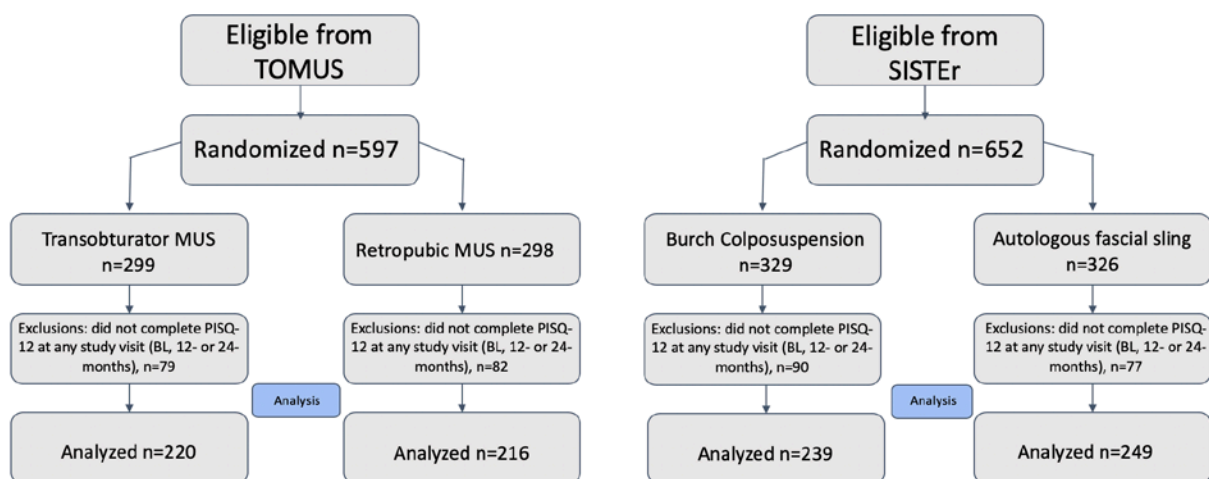 Eligible from
TOMUS
Randomized n=597
Transobturator MUS
n=299
Retropubic MUS n=298
Exclusions: did not complete PISQ-
12 at any study visit (BL, 12- or 24-
months), n=79
Exclusions: did not complete PISQ-
12 at any study visit (BL, 12- or 24-
months), n=82
Analysis
Analyzed n=220
Analyzed n=216
Eligible from
SISTEr
Randomized n=652
Burch Colposuspension
n=329
Autologous fascial sling
n=326
Exclusions: did not complete PISQ-
12 at any study visit (BL, 12- or 24-
months), n=90
Exclusions: did not complete PISQ-
12 at any study visit (BL, 12- or 24-
months), n=77
Analysis
Analyzed n=239
Analyzed n=249